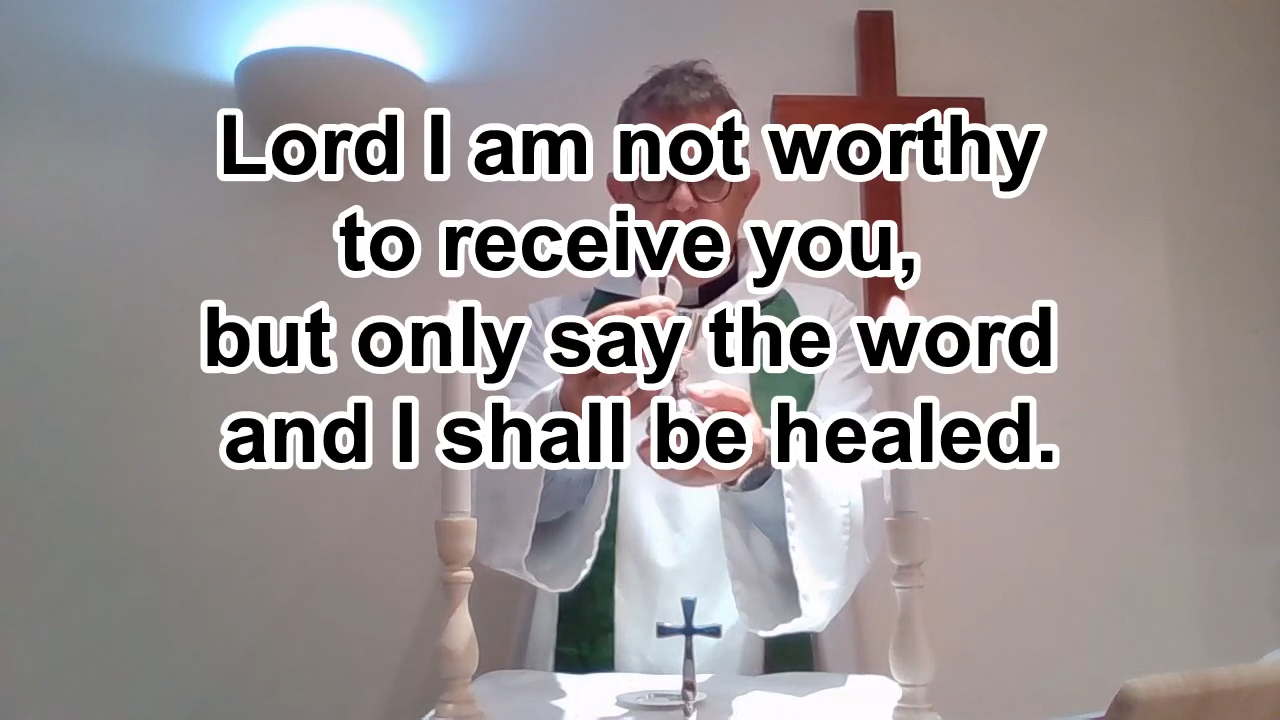 Lord I am not worthy
to receive you,
but only say the word
and I shall be healed.